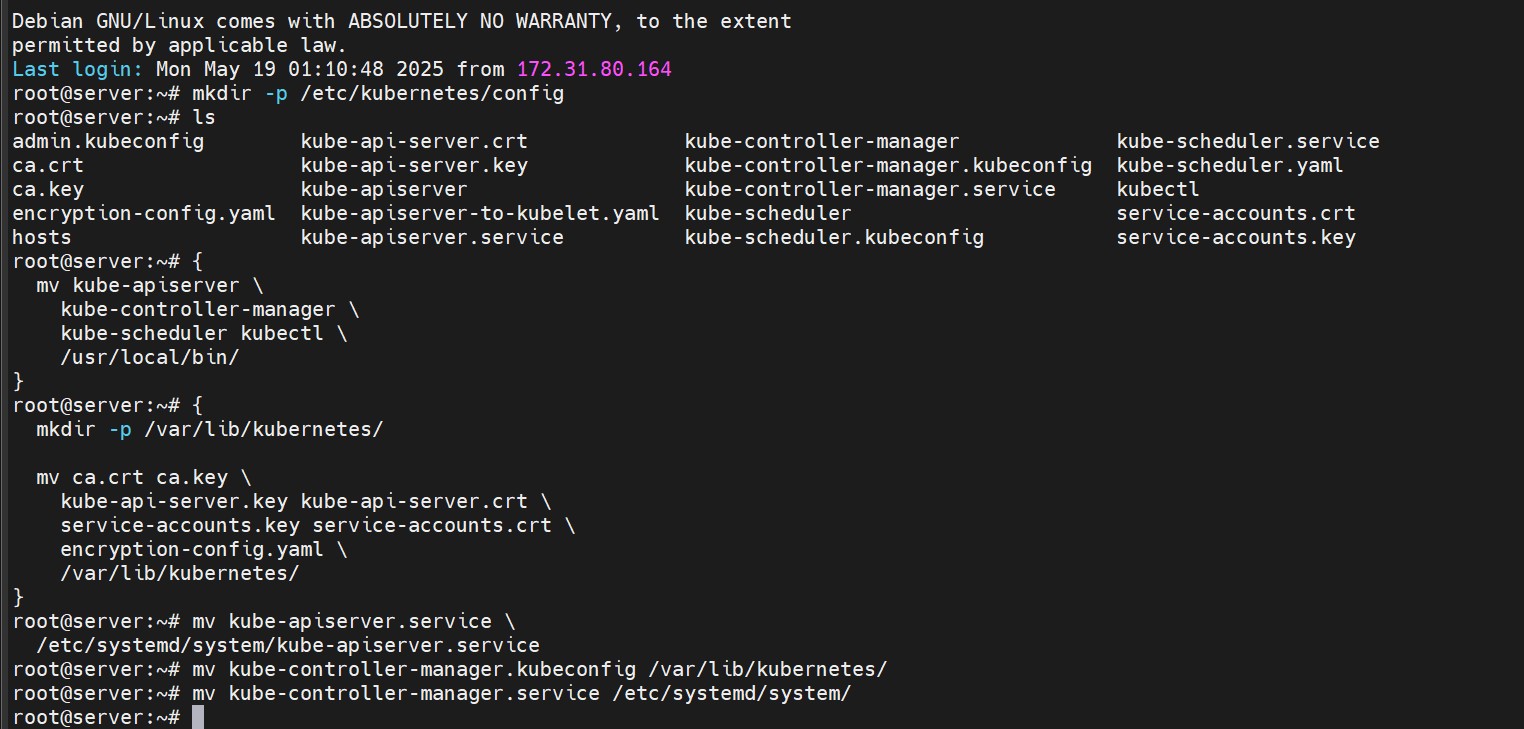 Debian GNU/Linux comes with ABSOLUTELY NO WARRANTY, to the extent
permitted by applicable law.
Last login: Mon May 19 01:10:48 2025 from 172.31.80.164
root@server:~# mkdir -p /etc/kubernetes/config
root@server:~# ls
admin.kubeconfig        kube-api-server.crt          kube-controller-manager             kube-scheduler.service
ca.crt                  kube-api-server.key          kube-controller-manager.kubeconfig  kube-scheduler.yaml
ca.key                  kube-apiserver               kube-controller-manager.service     kubectl
encryption-config.yaml  kube-apiserver-to-kubelet.yaml  kube-scheduler                      service-accounts.crt
hosts                   kube-apiserver.service       kube-scheduler.kubeconfig           service-accounts.key
root@server:~# {
  mv kube-apiserver \
    kube-controller-manager \
    kube-scheduler kubectl \
    /usr/local/bin/
}
root@server:~# {
  mkdir -p /var/lib/kubernetes/

  mv ca.crt ca.key \
    kube-api-server.key kube-api-server.crt \
    service-accounts.key service-accounts.crt \
    encryption-config.yaml \
    /var/lib/kubernetes/
}
root@server:~# mv kube-apiserver.service \
  /etc/systemd/system/kube-apiserver.service
root@server:~# mv kube-controller-manager.kubeconfig /var/lib/kubernetes/
root@server:~# mv kube-controller-manager.service /etc/systemd/system/
root@server:~#